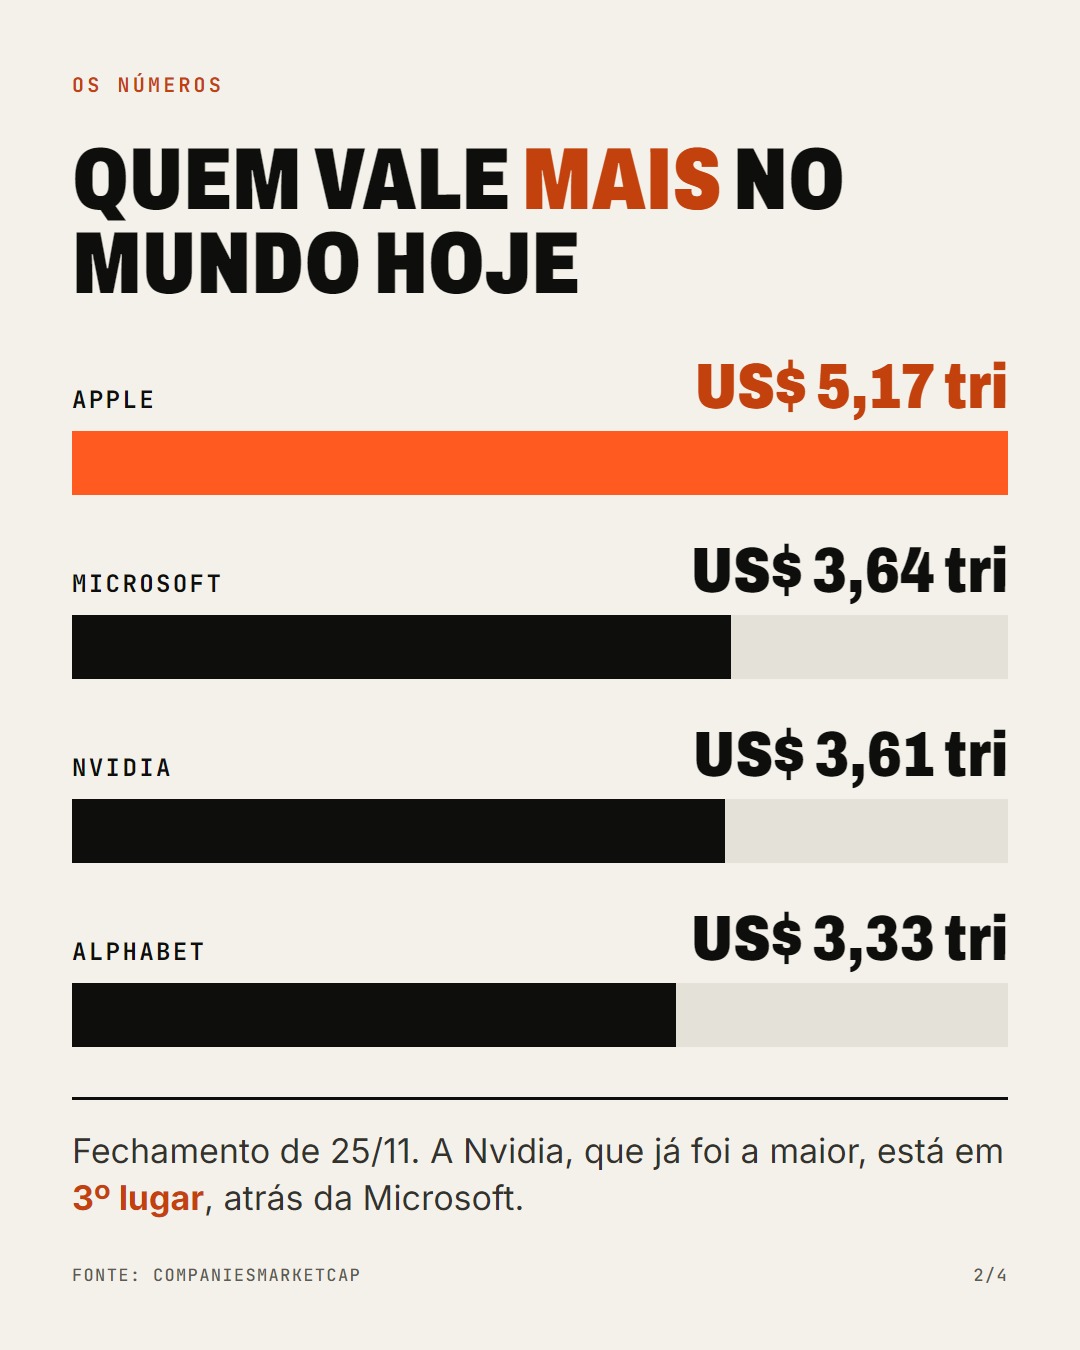 OS NÚMEROS
QUEM VALE MAIS NO
MUNDO HOJE
APPLE
US$ 5,17 tri
MICROSOFT
US$ 3,64 tri
NVIDIA
US$ 3,61 tri
ALPHABET
US$ 3,33 tri
Fechamento de 25/11. A Nvidia, que já foi a maior, está em
3º lugar, atrás da Microsoft.
FONTE: COMPANIESMARKETCAP
2/4